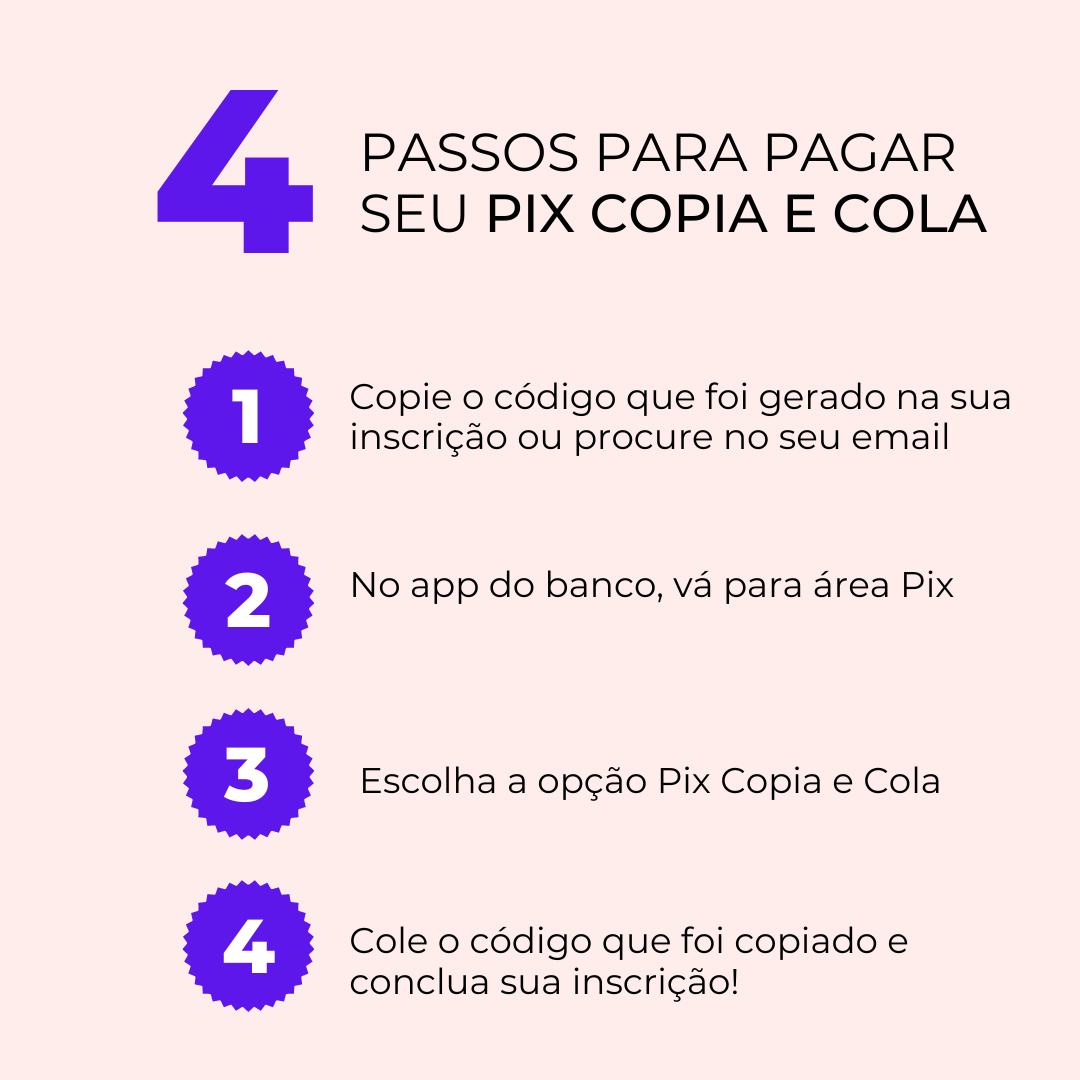 4
PASSOS PARA PAGAR
SEU PIX COPIA E COLA
1
Copie o código que foi gerado na sua
inscrição ou procure no seu email
2
No app do banco, vá para área Pix
3
Escolha a opção Pix Copia e Cola
4
Cole o código que foi copiado e
conclua sua inscrição!